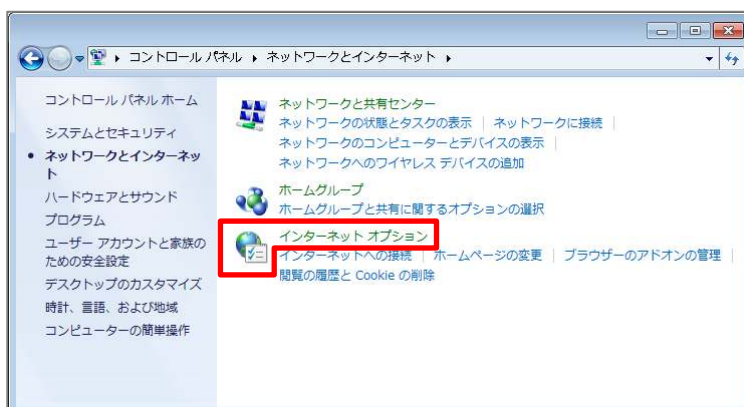 コントロール パネル ▸ ネットワークとインターネット ▸
コントロール パネル ホーム
システムとセキュリティ
ネットワークとインターネッ
ト
ハードウェアとサウンド
プログラム
ユーザー アカウントと家族の
ための安全設定
デスクトップのカスタマイズ
時計、言語、および地域
コンピューターの簡単操作
ネットワークと共有センター
ネットワークの状態とタスクの表示 | ネットワークに接続 |
ネットワークのコンピューターとデバイスの表示 |
ネットワークへのワイヤレス デバイスの追加
ホームグループ
ホームグループと共有に関するオプションの選択
インターネット オプション
インターネットへの接続 | ホームページの変更 | ブラウザーのアドオンの管理 |
閲覧の履歴と Cookie の削除